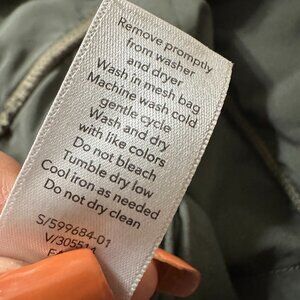 Remove promptly
from washer
and dryer
Wash in mesh bag
Machine wash cold
gentle cycle
Wash and dry
with like colors
Do not bleach
Tumble dry low
Cool iron as needed
Do not dry clean
S/599684-01